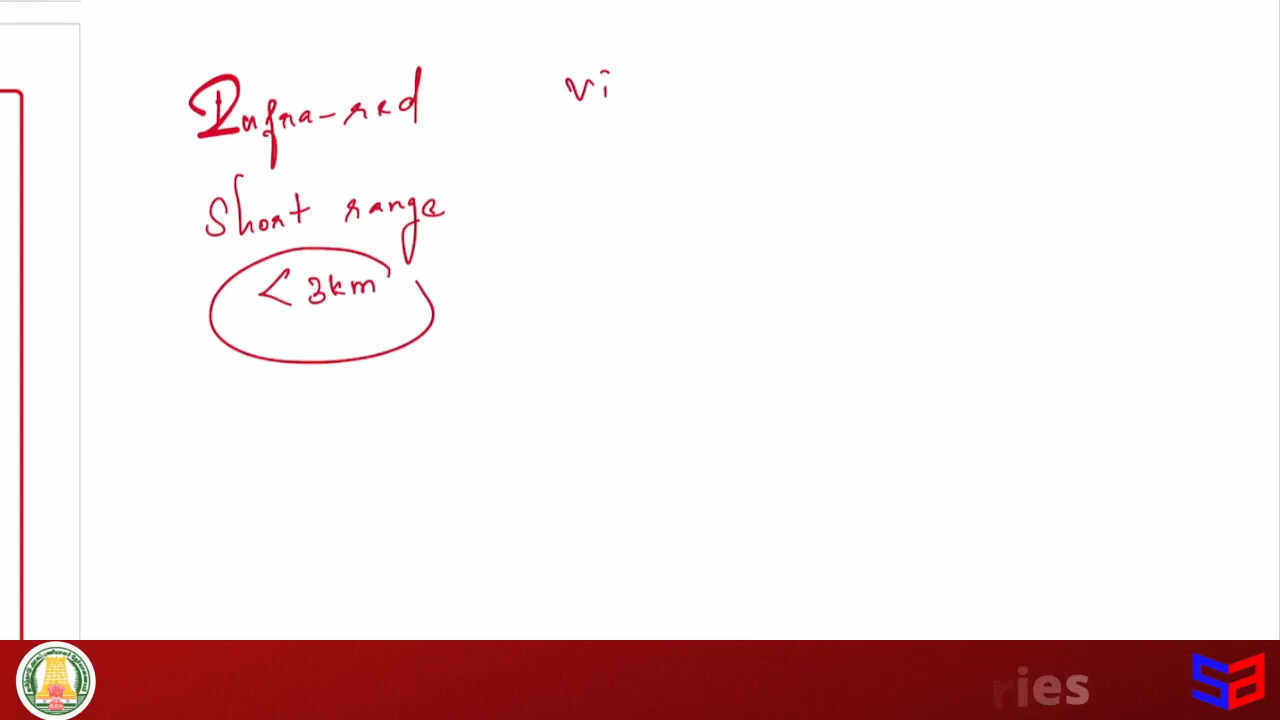 Infra-red
vi
Short range
< 3km
ries